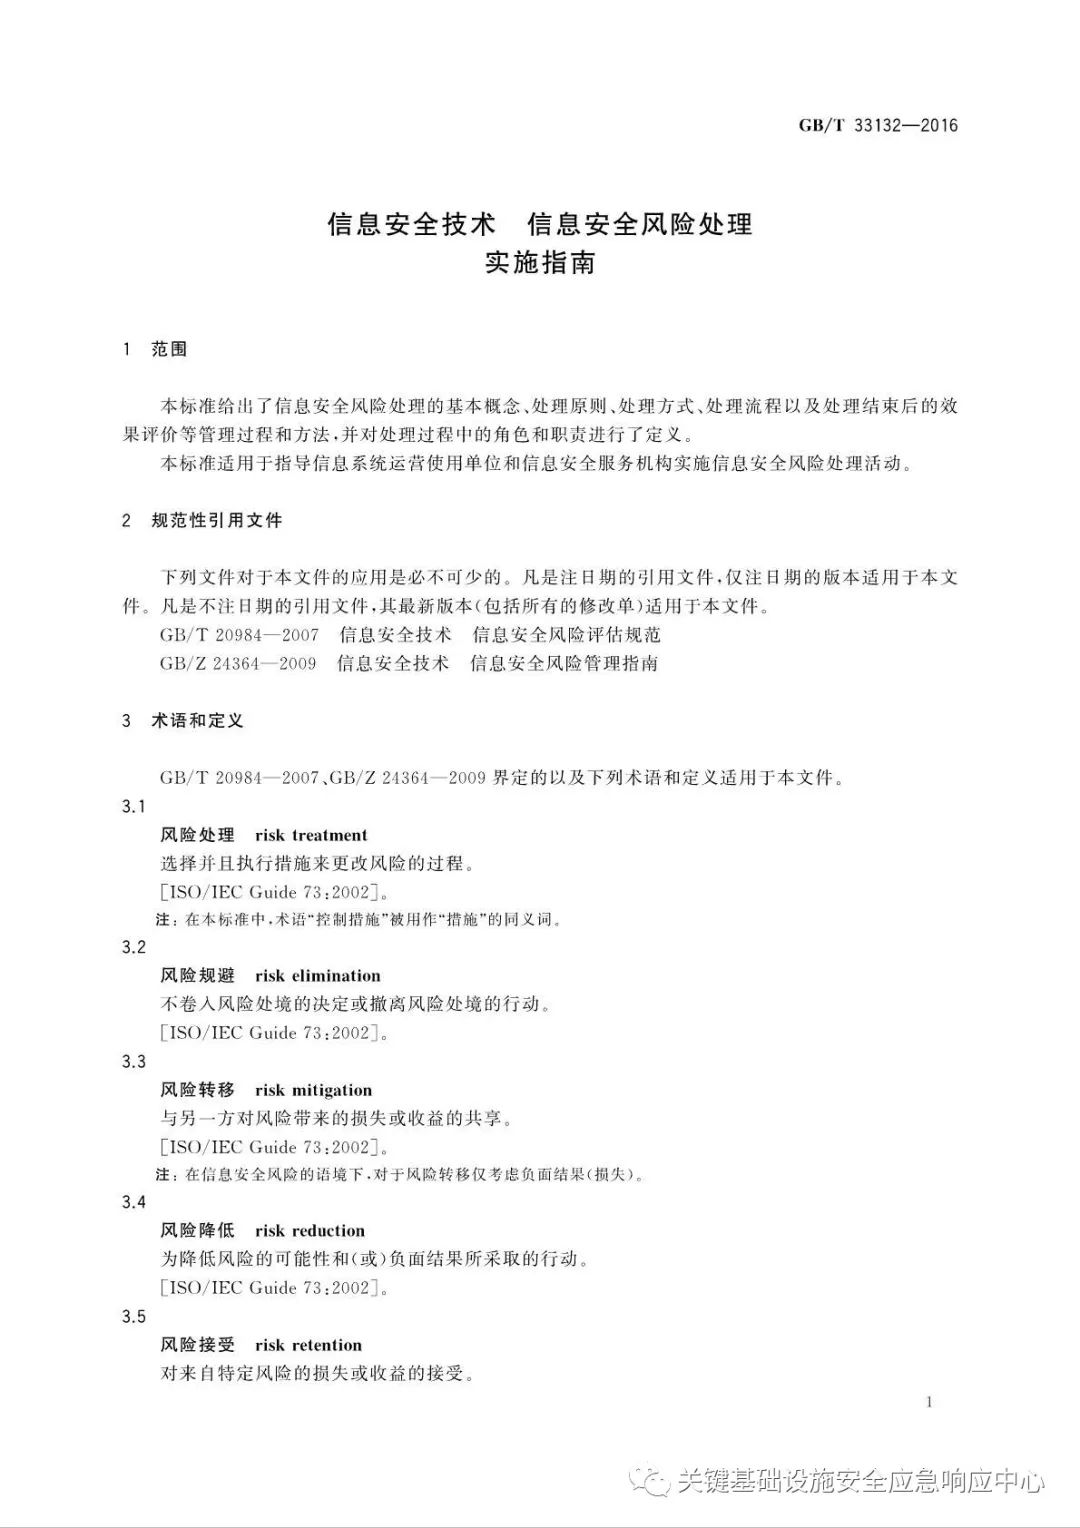 GB/T 33132—2016
信息安全技术　信息安全风险处理
实施指南
1　范围
本标准给出了信息安全风险处理的基本概念、处理原则、处理方式、处理流程以及处理结束后的效
果评价等管理过程和方法,并对处理过程中的角色和职责进行了定义。
本标准适用于指导信息系统运营使用单位和信息安全服务机构实施信息安全风险处理活动。
2　规范性引用文件
下列文件对于本文件的应用是必不可少的。凡是注日期的引用文件,仅注日期的版本适用于本文
件。凡是不注日期的引用文件,其最新版本(包括所有的修改单)适用于本文件。
GB/T 20984—2007　信息安全技术　信息安全风险评估规范
GB/Z 24364—2009　信息安全技术　信息安全风险管理指南
3　术语和定义
GB/T 20984—2007、GB/Z 24364—2009 界定的以及下列术语和定义适用于本文件。
3.1
风险处理　risk treatment
选择并且执行措施来更改风险的过程。
[ISO/IEC Guide 73:2002]。
注: 在本标准中,术语“控制措施”被用作“措施”的同义词。
3.2
风险规避　risk elimination
不卷入风险处境的决定或撤离风险处境的行动。
[ISO/IEC Guide 73:2002]。
3.3
风险转移　risk mitigation
与另一方对风险带来的损失或收益的共享。
[ISO/IEC Guide 73:2002]。
注: 在信息安全风险的语境下,对于风险转移仅考虑负面结果(损失)。
3.4
风险降低　risk reduction
为降低风险的可能性和(或)负面结果所采取的行动。
[ISO/IEC Guide 73:2002]。
3.5
风险接受　risk retention
对来自特定风险的损失或收益的接受。
1
关键基础设施安全应急响应中心